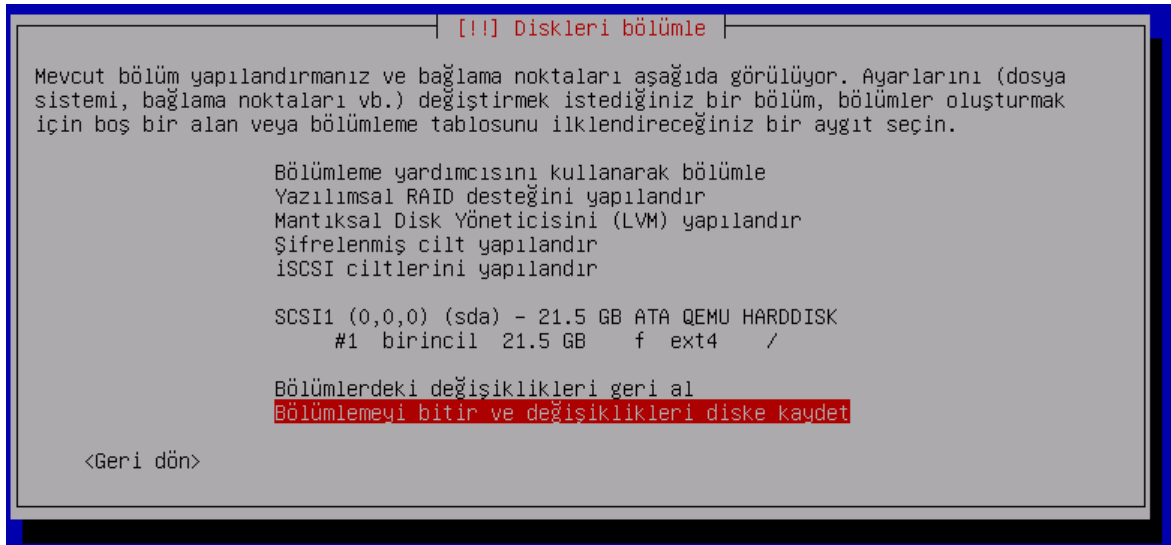 [!!] Diskleri bölümle
Mevcut bölüm yapılandırmanız ve bağlama noktaları aşağıda görülüyor. Ayarlarını (dosya
sistemi, bağlama noktaları vb.) değiştirmek istediğiniz bir bölüm, bölümler oluşturmak
için boş bir alan veya bölümleme tablosunu ilklendireceğiniz bir aygıt seçin.
Bölümleme yardımcısını kullanarak bölümle
Yazılımsal RAID desteğini yapılandır
Mantıksal Disk Yöneticisini (LVM) yapılandır
Şifrelenmiş cilt yapılandır
iSCSI ciltlerini yapılandır
SCSI1 (0,0,0) (sda) - 21.5 GB ATA QEMU HARDDISK
#1 birincil 21.5 GB f ext4 /
Bölümlerdeki değişiklikleri geri al
Bölümlemeyi bitir ve değişiklikleri diske kaydet
<Geri dön>